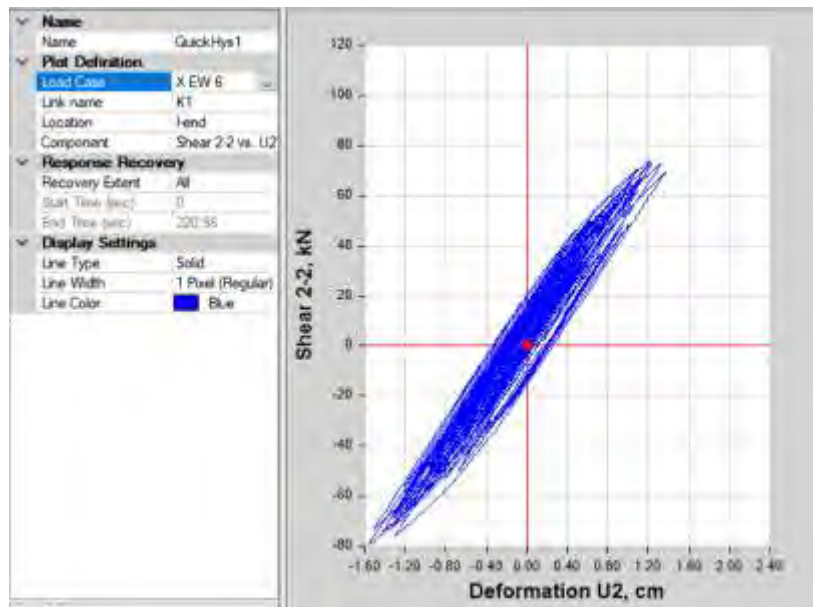 Name
Name QuickHys1
Plot Definition
Load Case X EW 6
Link name K1
Location I-end
Component Shear 2-2 vs. U2
Response Recovery
Recovery Extent All
Start Time (sec) 0
End Time (sec)
Display Settings
Line Type Solid
Line Width 1 Pixel (Regular)
Line Color Blue
120
100
80
60
40
20
0
-20
-40
-60
-80
Shear 2-2, kN
-1.60 -1.20 -0.80 -0.40 0.00 0.40 0.80 1.20 1.60 2.00 2.40
Deformation U2, cm